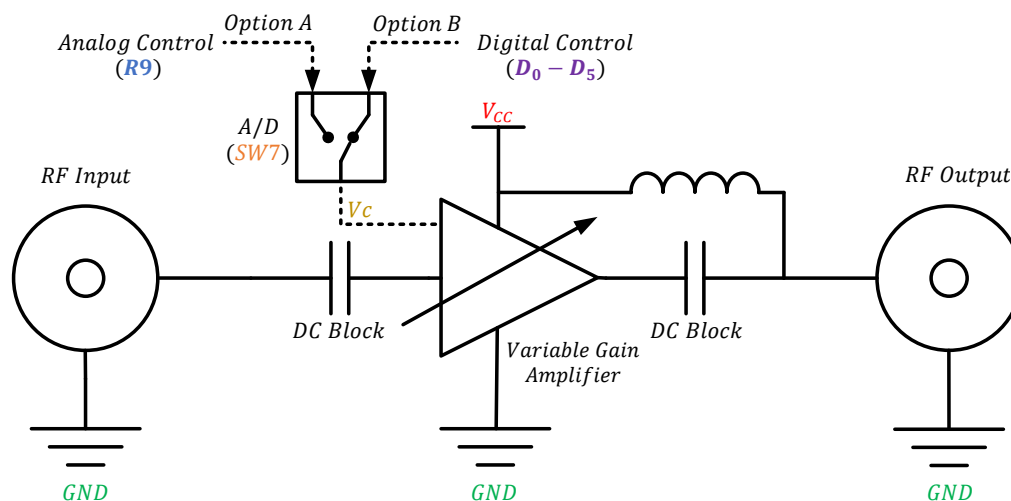 Option A
Option B
Analog Control
(R9)
Digital Control
(D₀ − D₅)
A/D
(SW7)
V_CC
RF Input
RF Output
Vc
DC Block
DC Block
Variable Gain
Amplifier
GND
GND
GND